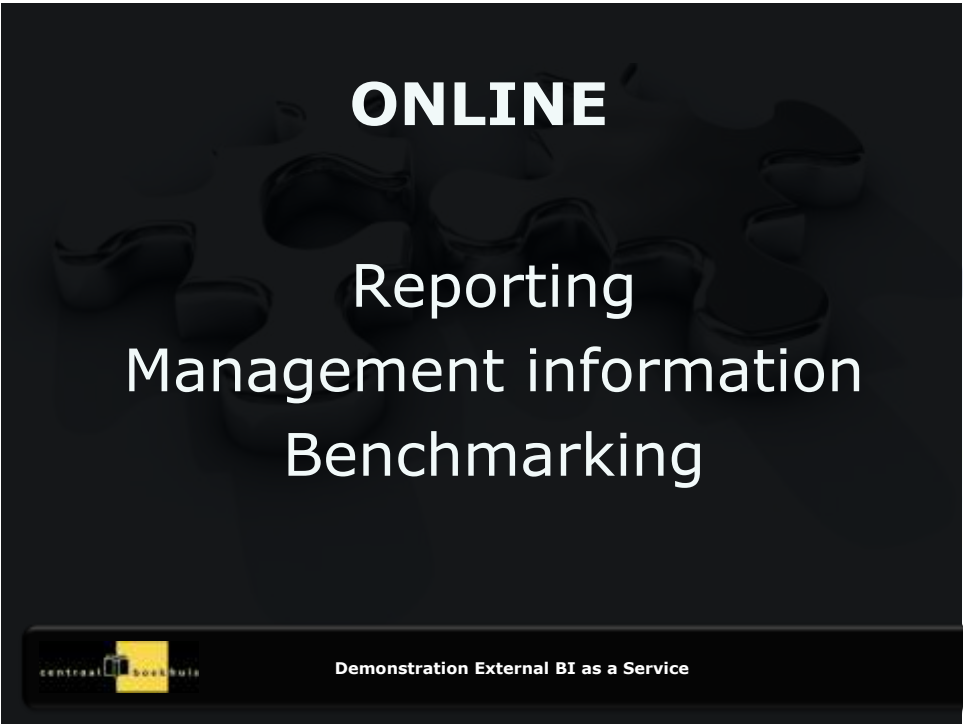 ONLINE
Reporting
Management information
Benchmarking
centraal boekhuis
Demonstration External BI as a Service